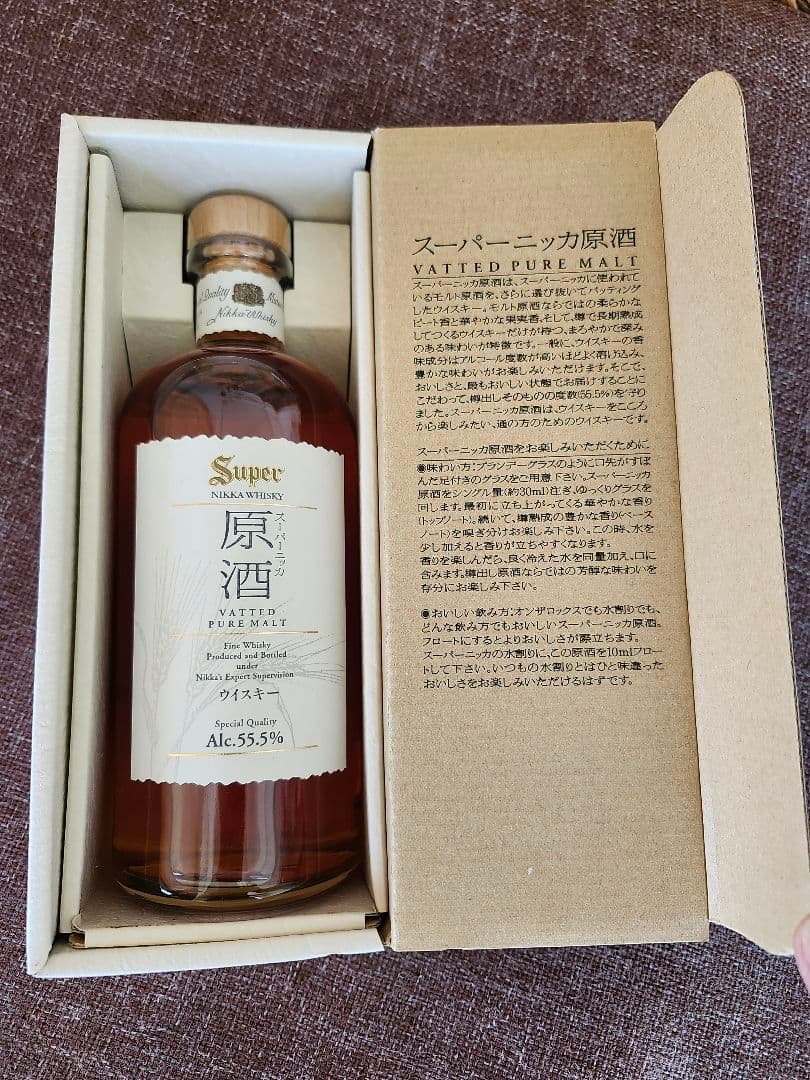 Quality
Nikka Whisky
Super
NIKKA WHISKY
スーパーニッカ
原酒
VATTED
PURE MALT
Fine Whisky
Produced and Bottled
under
Nikka's Expert Supervision
ウイスキー
Special Quality
Alc.55.5%
スーパーニッカ原酒
VATTED PURE MALT
スーパーニッカ原酒は、スーパーニッカに使われて
いるモルト原酒を、さらに選び抜いてバッティング
したウイスキー。モルト原酒ならではの柔らかな
ピート香と華やかな果実香。そして、樽で長期熟成
してつくるウイスキーだけが持つ、まろやかで深み
のある味わいが特徴です。一般に、ウイスキーの香
味成分はアルコール度数が高いほどよく溶け込み、
豊かな味わいがお楽しみいただけます。そこで、
おいしさと、最もおいしい状態でお届けすることに
こだわって、樽出しそのものの度数(55.5%)を守り
ました。スーパーニッカ原酒は、ウイスキーをこころ
から楽しみたい、通の方のためのウイスキーです。
スーパーニッカ原酒をお楽しみいただくために
●味わい方:ブランデーグラスのように口先がすぼ
んだ足付きのグラスをご用意下さい。スーパーニッカ
原酒をシングル量(約30ml)注ぎ、ゆっくりグラスを
回します。最初に立ち上がってくる華やかな香り
(トップノート)。続いて、樽熟成の豊かな香り(ベース
ノート)を嗅ぎ分けお楽しみ下さい。この時、水を
少し加えると香りが立ちやすくなります。
香りを楽しんだら、良く冷えた水を同量加え、口に
含みます。樽出し原酒ならではの芳醇な味わいを
存分にお楽しみ下さい。
●おいしい飲み方:オンザロックスでも水割りでも、
どんな飲み方でもおいしいスーパーニッカ原酒。
フロートにするとよりおいしさが際立ちます。
スーパーニッカの水割りに、この原酒を10mlフロ
ートして下さい。いつもの水割りとはひと味違った
おいしさをお楽しみいただけるはずです。